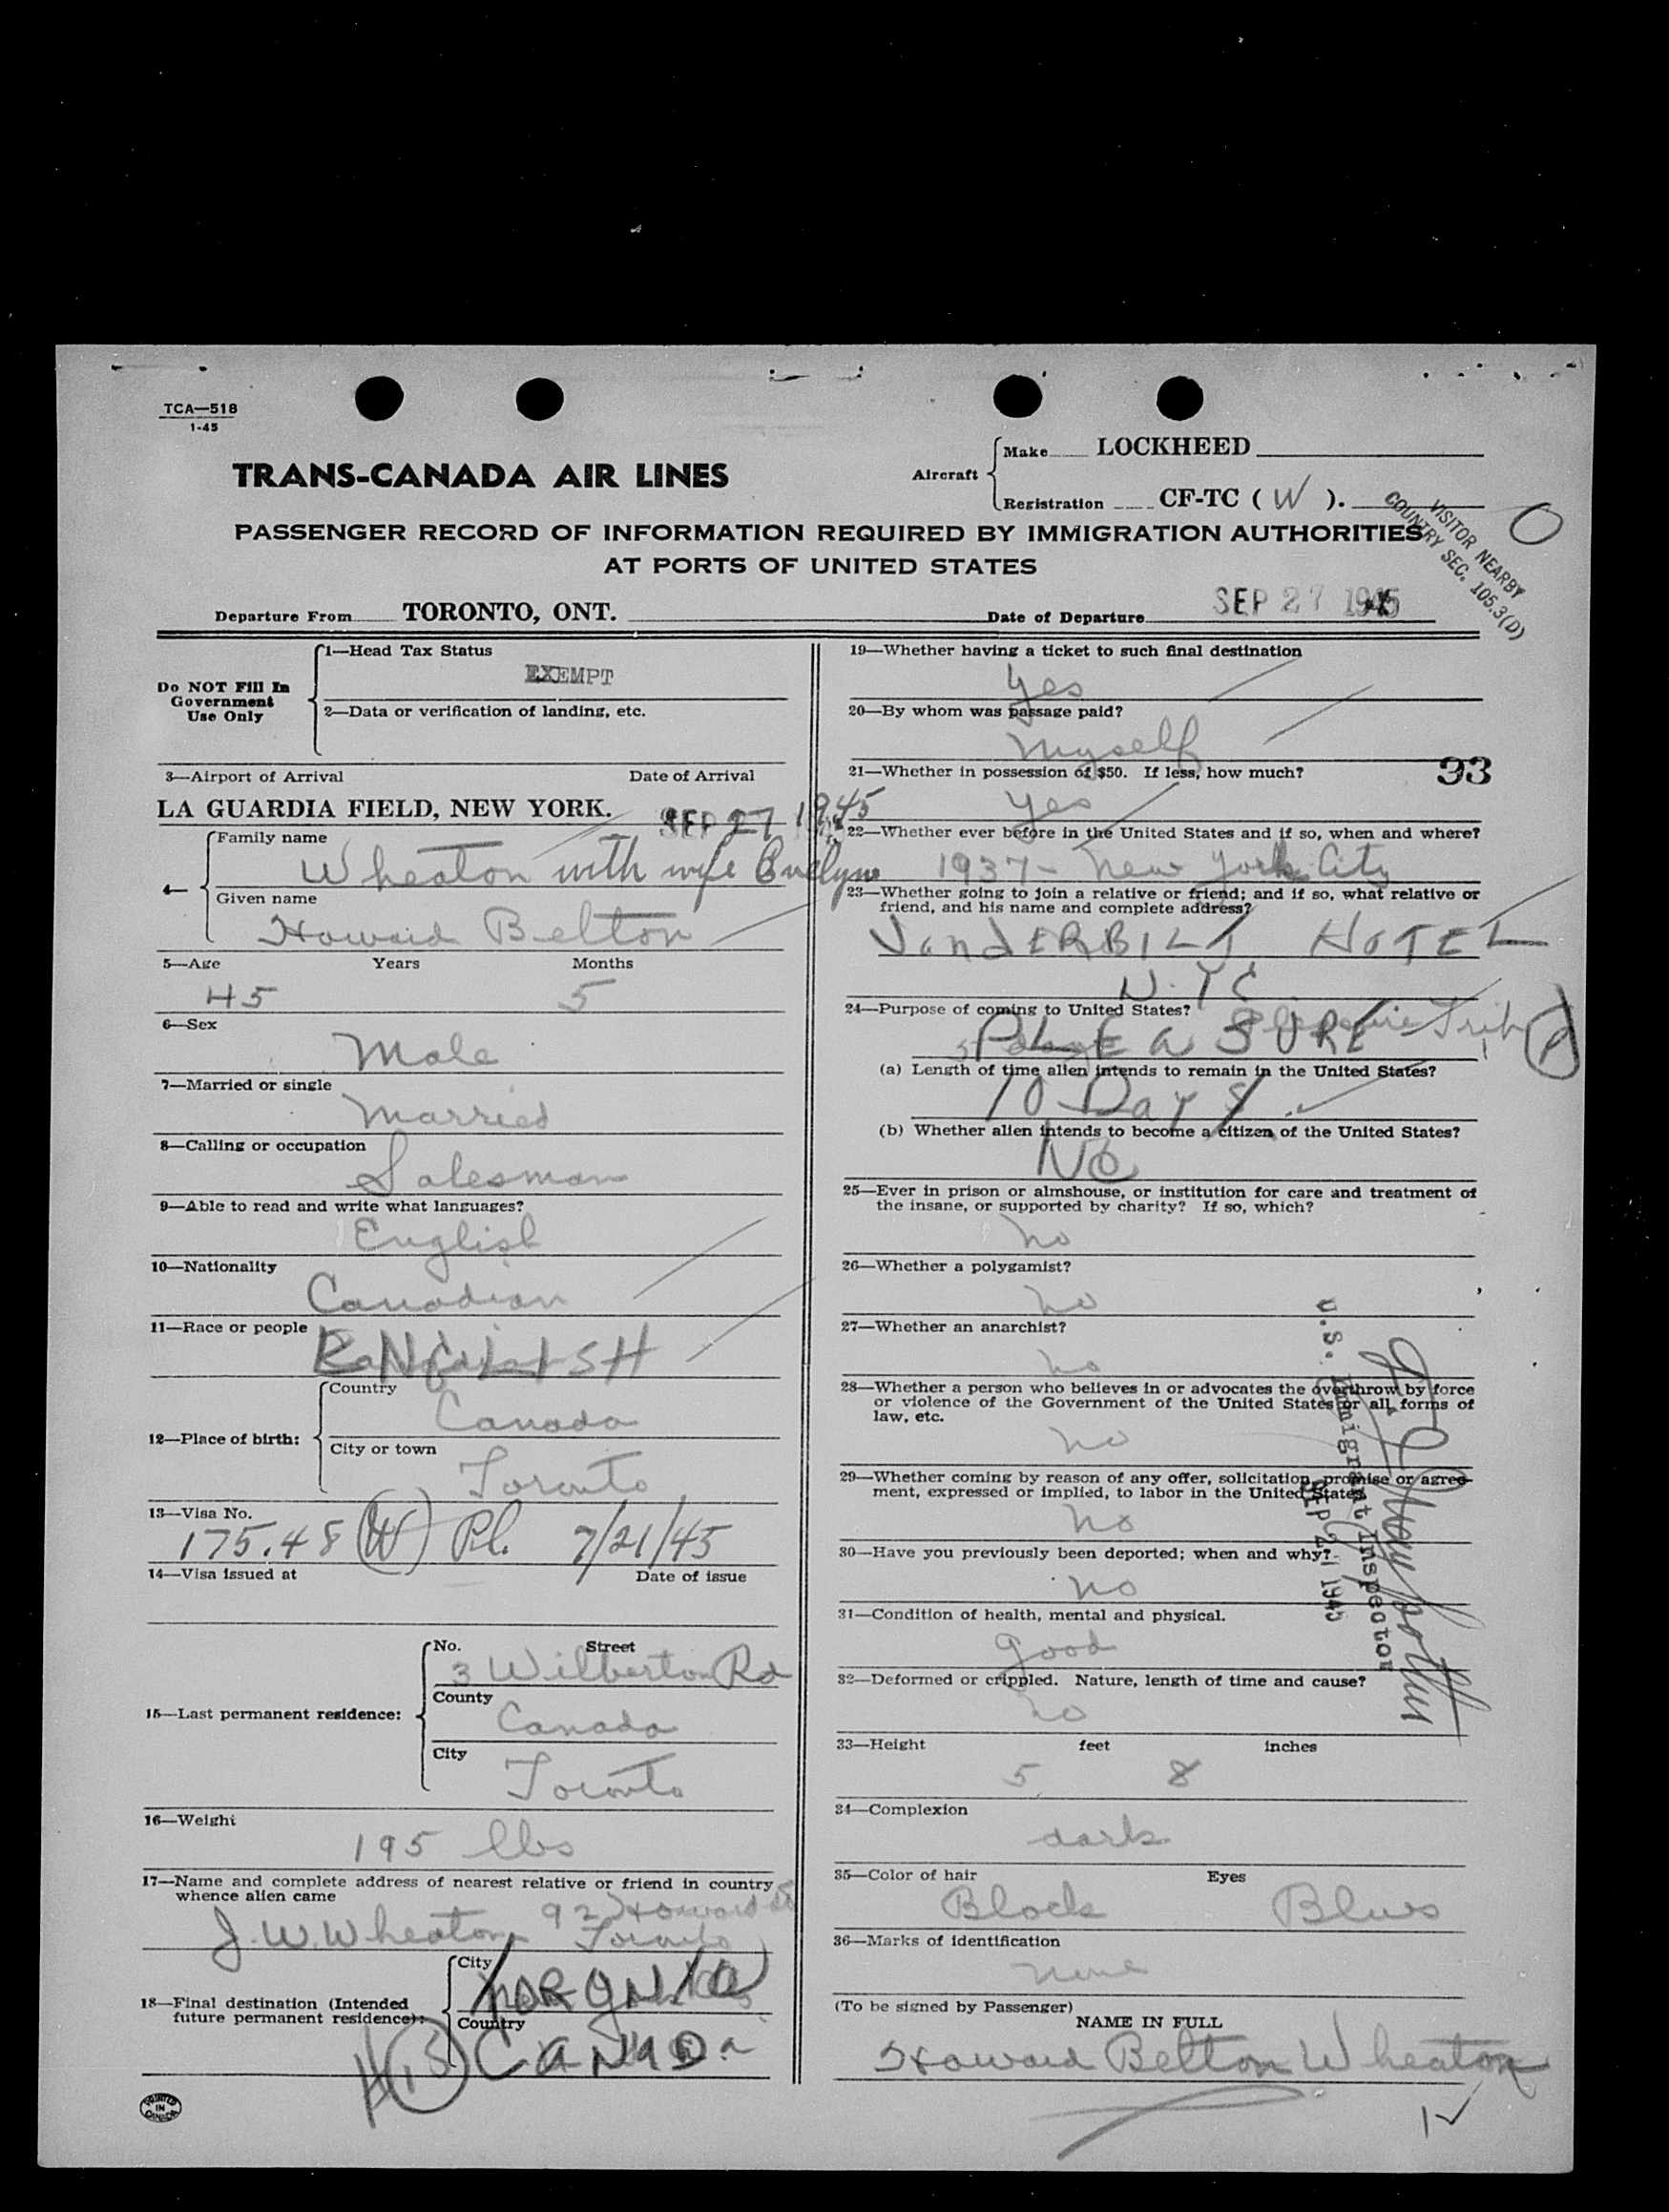 TCA—518
1-45
TRANS-CANADA AIR LINES
Aircraft
Make LOCKHEED
Registration CF-TC ( W ).
VISITOR NEARBY
COUNTRY SEC. 105.3(D)
O
PASSENGER RECORD OF INFORMATION REQUIRED BY IMMIGRATION AUTHORITIES
AT PORTS OF UNITED STATES
Departure From TORONTO, ONT.
Date of Departure SEP 27 1945
Do NOT Fill In
Government
Use Only
1—Head Tax Status
EXEMPT
2—Data or verification of landing, etc.
3—Airport of Arrival Date of Arrival
LA GUARDIA FIELD, NEW YORK. SEP 27 1945
4—
Family name
Wheaton with wife Evelyn
Given name
Howard Belton
5—Age Years Months
45 5
6—Sex
Male
7—Married or single
Married
8—Calling or occupation
Salesman
9—Able to read and write what languages?
English
10—Nationality
Canadian
11—Race or people
ENGLISH
12—Place of birth:
Country
Canada
City or town
Toronto
13—Visa No.
175.48 (W) Pl. 7/21/45
14—Visa issued at Date of issue
15—Last permanent residence:
No. Street
3 Wilberton Rd
County
Canada
City
Toronto
16—Weight
195 lbs
17—Name and complete address of nearest relative or friend in country
whence alien came
J. W. Wheaton 92 Howard St
Toronto
18—Final destination (Intended
future permanent residence):
City
TORONTO
Country
CANADA
PRINTED
IN
CANADA
19—Whether having a ticket to such final destination
Yes
20—By whom was passage paid?
Myself
21—Whether in possession of $50. If less, how much?
93
Yes
22—Whether ever before in the United States and if so, when and where?
1937 - New York City
23—Whether going to join a relative or friend; and if so, what relative or
friend, and his name and complete address?
VANDERBILT HOTEL
N.Y.C
24—Purpose of coming to United States?
Pleasure Trip
PLEASURE
(a) Length of time alien intends to remain in the United States?
10 Days
(b) Whether alien intends to become a citizen of the United States?
No
25—Ever in prison or almshouse, or institution for care and treatment of
the insane, or supported by charity? If so, which?
no
26—Whether a polygamist?
no
27—Whether an anarchist?
no
28—Whether a person who believes in or advocates the overthrow by force
or violence of the Government of the United States or all forms of
law, etc.
no
29—Whether coming by reason of any offer, solicitation, promise or agree-
ment, expressed or implied, to labor in the United States
no
30—Have you previously been deported; when and why?
no
31—Condition of health, mental and physical.
good
32—Deformed or crippled. Nature, length of time and cause?
no
33—Height feet inches
5 8
34—Complexion
dark
35—Color of hair Eyes
Black Blue
36—Marks of identification
none
(To be signed by Passenger)
NAME IN FULL
Howard Belton Wheaton
U.S. Immigrant Inspector